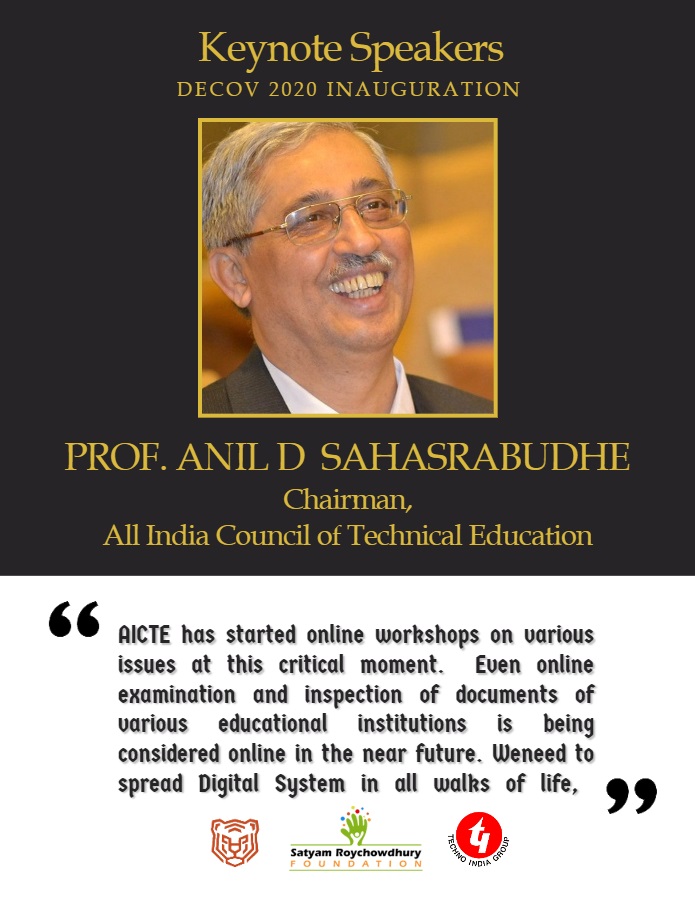 Keynote Speakers
DECOV 2020 INAUGURATION
PROF. ANIL D SAHASRABUDHE
Chairman,
All India Council of Technical Education
“
AICTE has started online workshops on various
issues at this critical moment. Even online
examination and inspection of documents of
various educational institutions is being
considered online in the near future. Weneed to
spread Digital System in all walks of life,
”
Satyam Roychowdhury
FOUNDATION
TECHNO INDIA GROUP